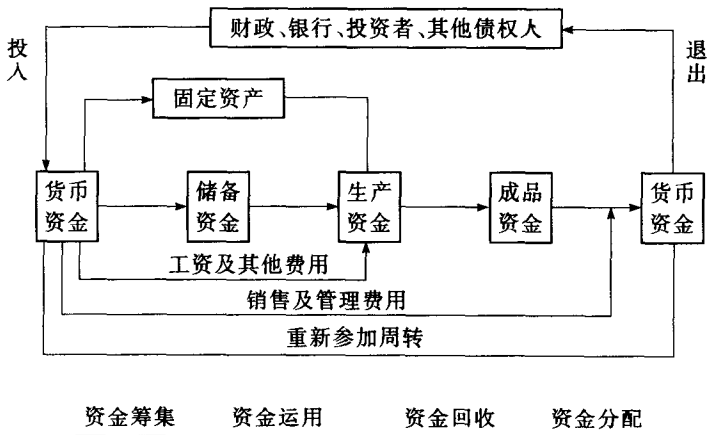 财政、银行、投资者、其他债权人
投入
退出
固定资产
货币
资金
储备
资金
生产
资金
成品
资金
货币
资金
工资及其他费用
销售及管理费用
重新参加周转
资金筹集 资金运用 资金回收 资金分配